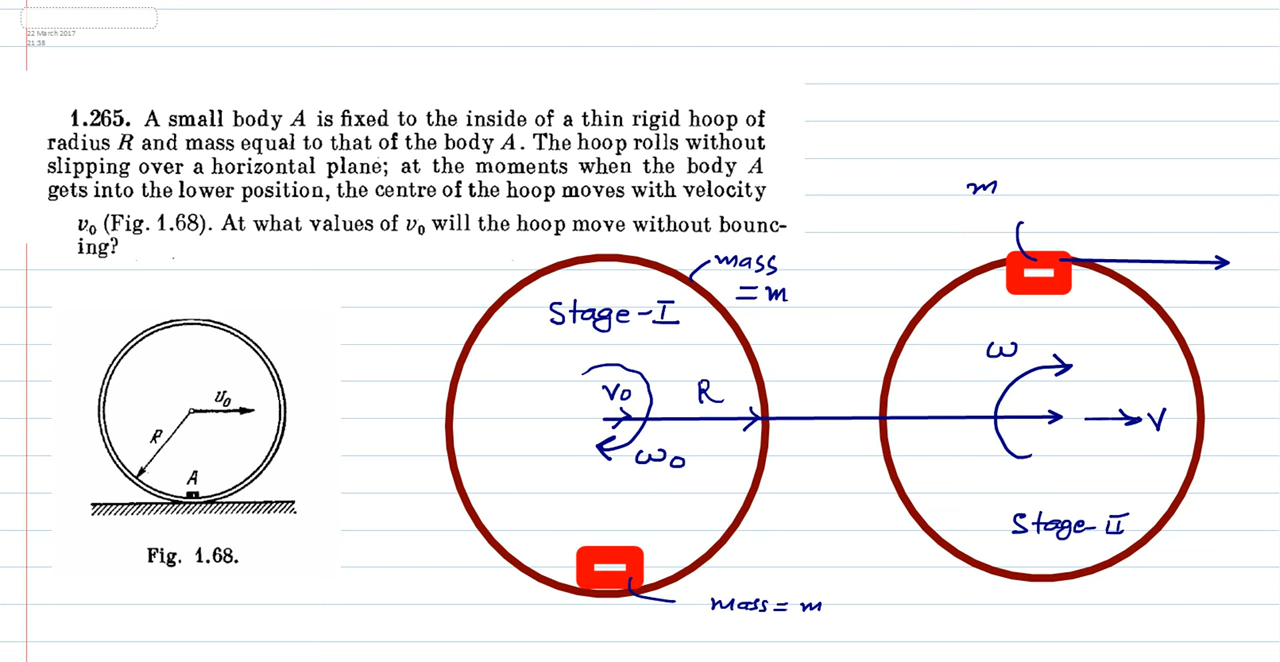 22 March 2017
21:38
1.265. A small body A is fixed to the inside of a thin rigid hoop of
radius R and mass equal to that of the body A. The hoop rolls without
slipping over a horizontal plane; at the moments when the body A
gets into the lower position, the centre of the hoop moves with velocity
v₀ (Fig. 1.68). At what values of v₀ will the hoop move without bounc-
ing?
m
mass
= m
Stage-I
ω
v₀
R
v₀
R
V
ω₀
A
Stage-II
Fig. 1.68.
mass = m